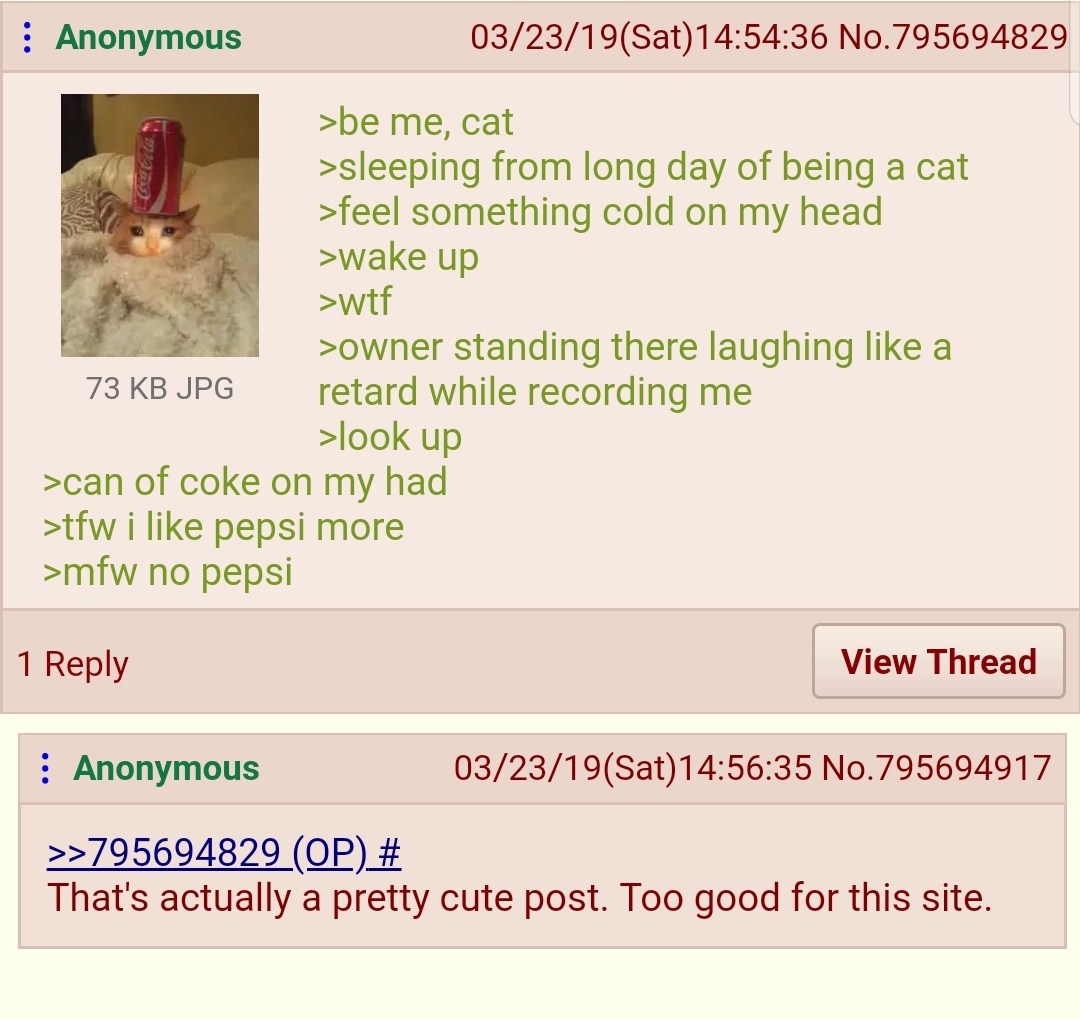 Anonymous 03/23/19(Sat)14:54:36 No.795694829
Coca-Cola
73 KB JPG
>be me, cat
>sleeping from long day of being a cat
>feel something cold on my head
>wake up
>wtf
>owner standing there laughing like a
retard while recording me
>look up
>can of coke on my had
>tfw i like pepsi more
>mfw no pepsi
1 Reply
View Thread
Anonymous 03/23/19(Sat)14:56:35 No.795694917
>>795694829 (OP) #
That's actually a pretty cute post. Too good for this site.